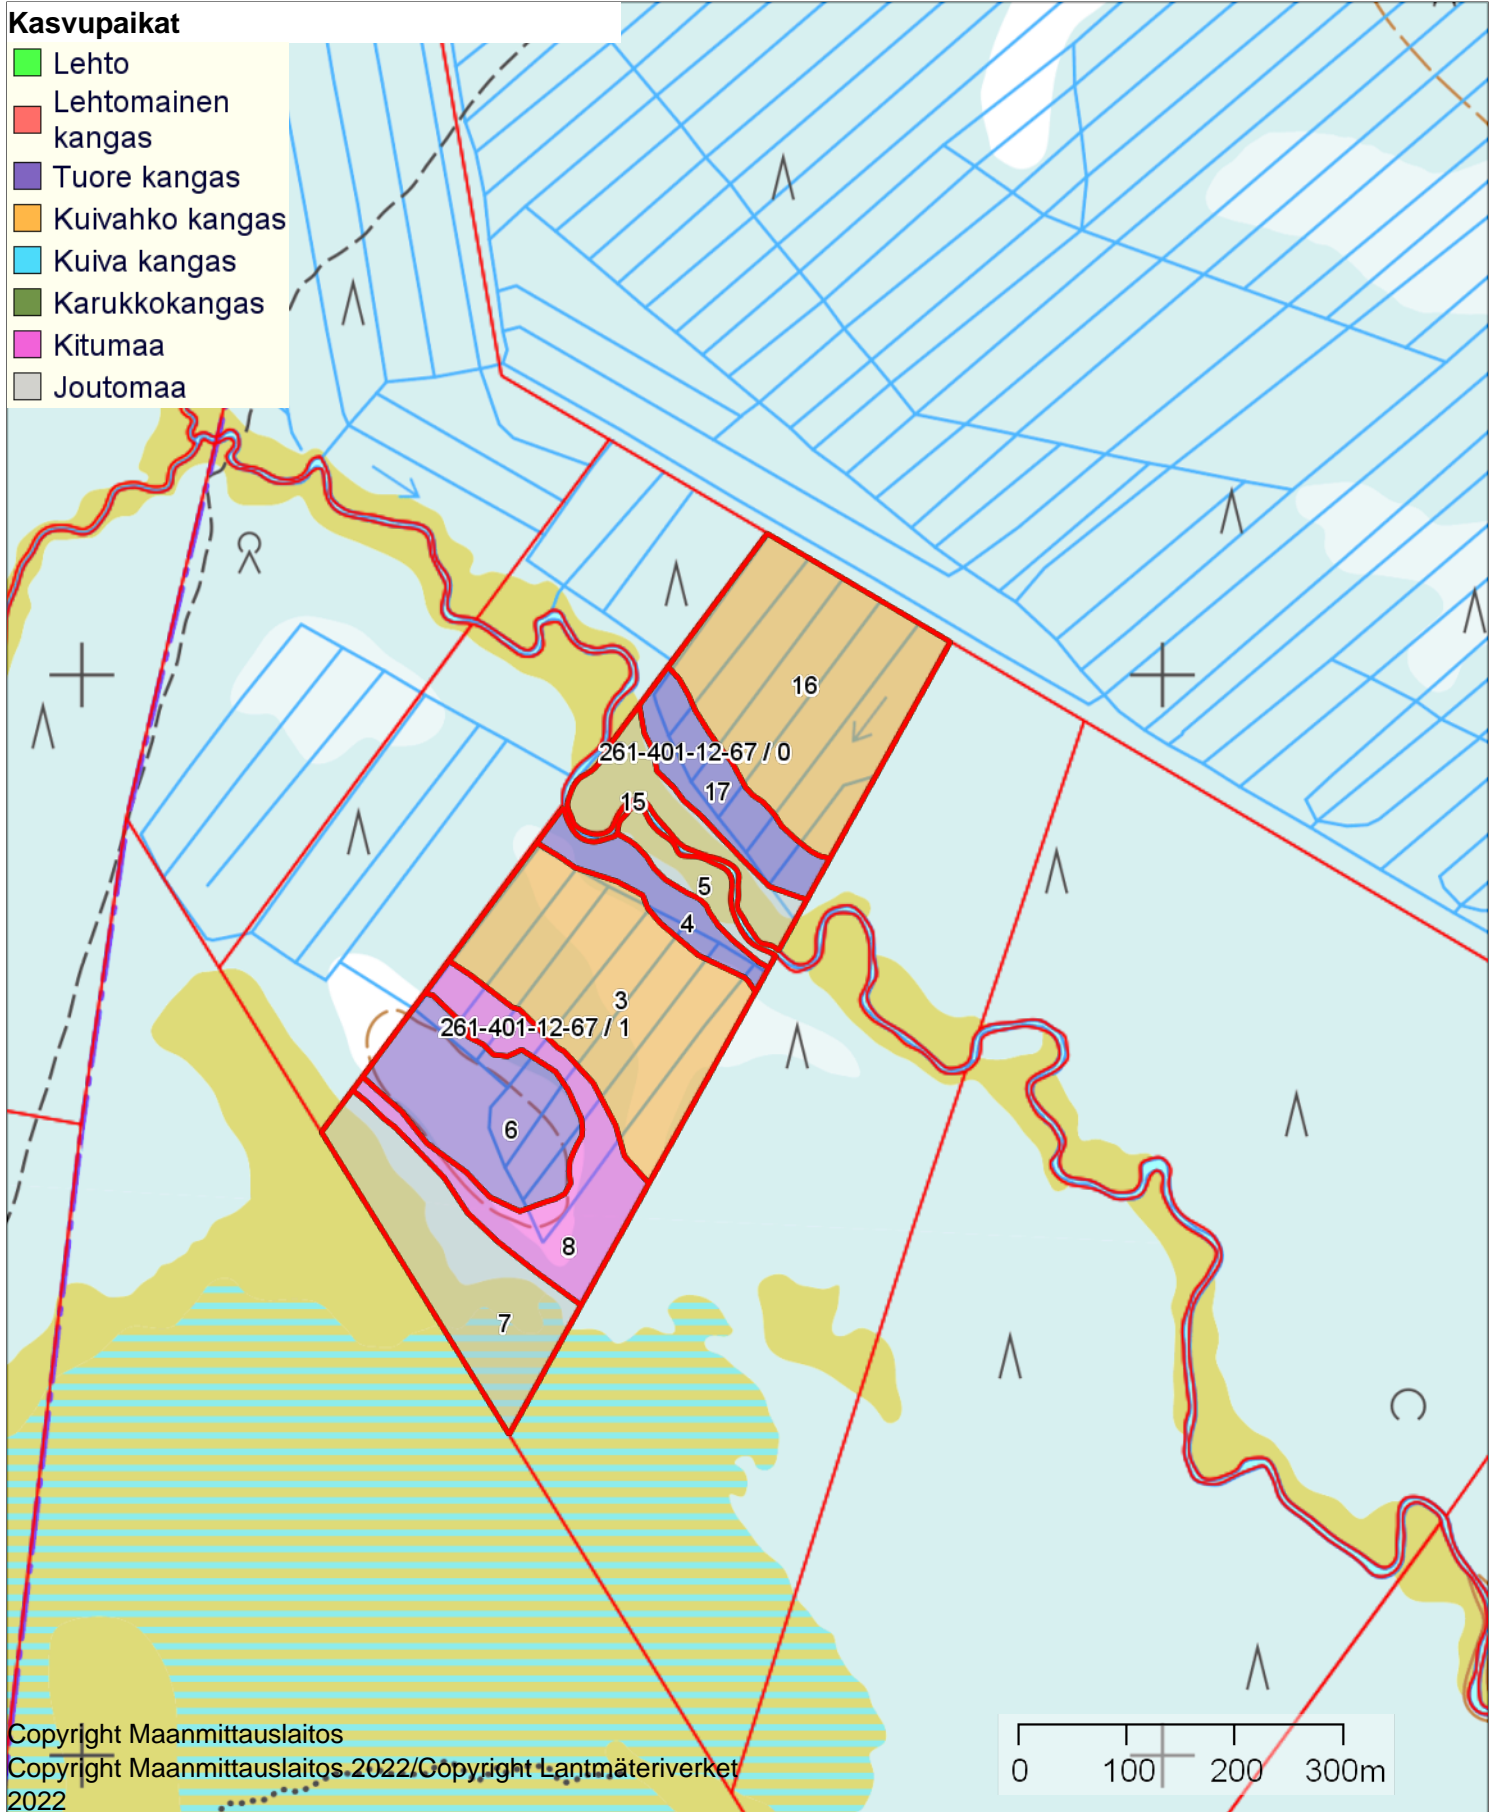 Kasvupaikat
Lehto
Lehtomainen
kangas
Tuore kangas
Kuivahko kangas
Kuiva kangas
Karukkokangas
Kitumaa
Joutomaa
16
261-401-12-67 / 0
17
15
5
4
3
261-401-12-67 / 1
6
8
7
Copyright Maanmittauslaitos
Copyright Maanmittauslaitos 2022/Copyright Lantmäteriverket
2022
0 100 200 300m